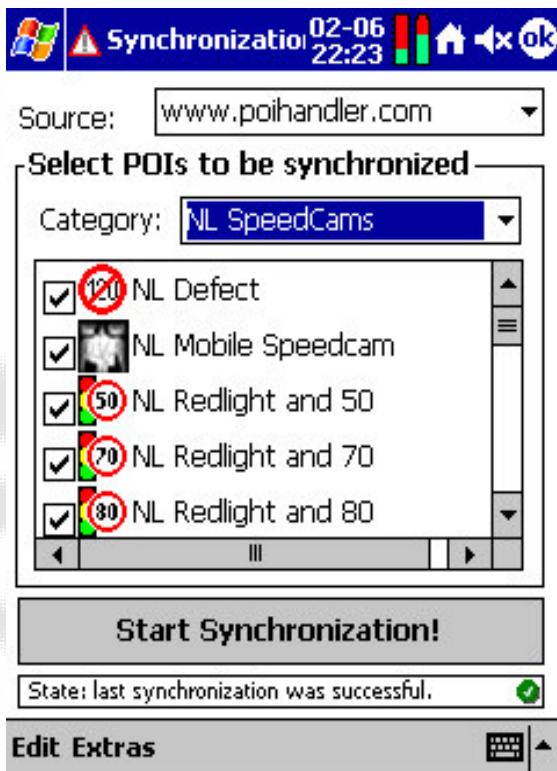 Synchronization 02-06 22:23 ok
Source: www.poihandler.com
Select POIs to be synchronized
Category: NL SpeedCams
120 NL Defect
NL Mobile Speedcam
50 NL Redlight and 50
70 NL Redlight and 70
80 NL Redlight and 80
Start Synchronization!
State: last synchronization was successful.
Edit Extras